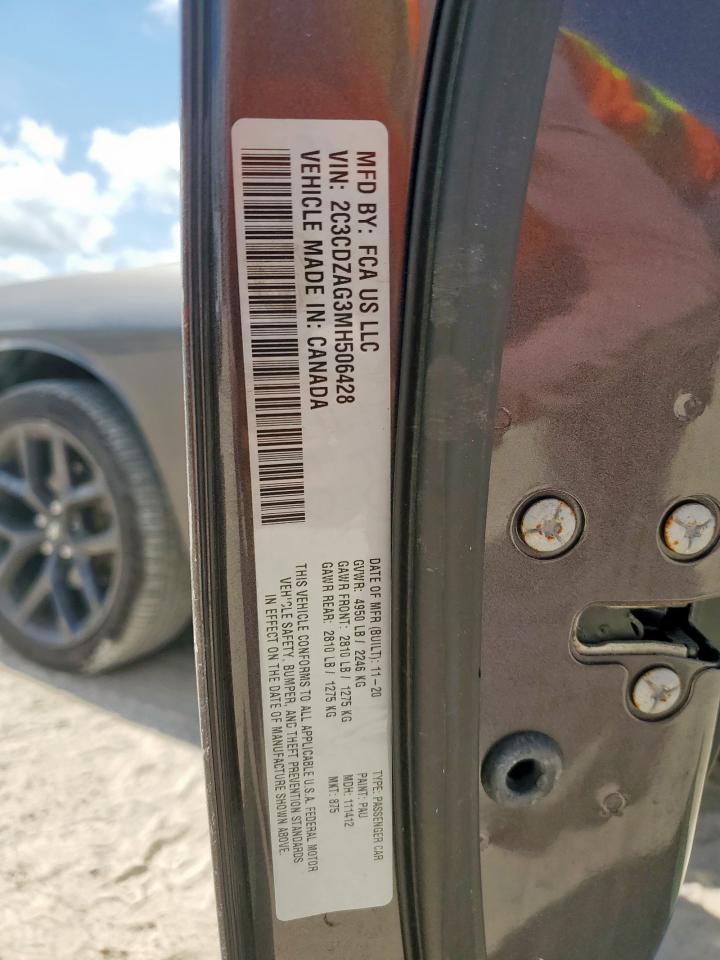 MFD BY: FCA US LLC
VIN: 2C3CDZAG3MH506428
VEHICLE MADE IN: CANADA
DATE OF MFR (BUILT): 11-20
GVWR: 4950 LB / 2246 KG
GAWR FRONT: 2810 LB / 1275 KG
GAWR REAR: 2810 LB / 1275 KG
TYPE: PASSENGER CAR
PAINT: PAU
MDH: 111412
MKT: 875
THIS VEHICLE CONFORMS TO ALL APPLICABLE U.S.A. FEDERAL MOTOR
VEHICLE SAFETY, BUMPER, AND THEFT PREVENTION STANDARDS
IN EFFECT ON THE DATE OF MANUFACTURE SHOWN ABOVE.